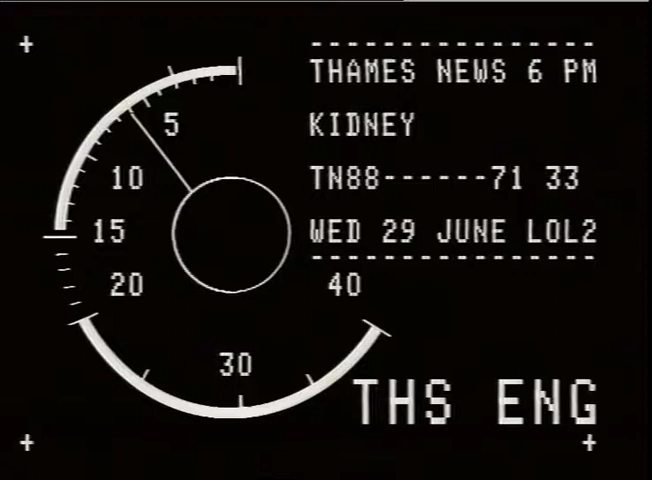 THAMES NEWS 6 PM
KIDNEY
TN88------71 33
WED 29 JUNE LOL2
5
10
15
20
40
30
THS ENG